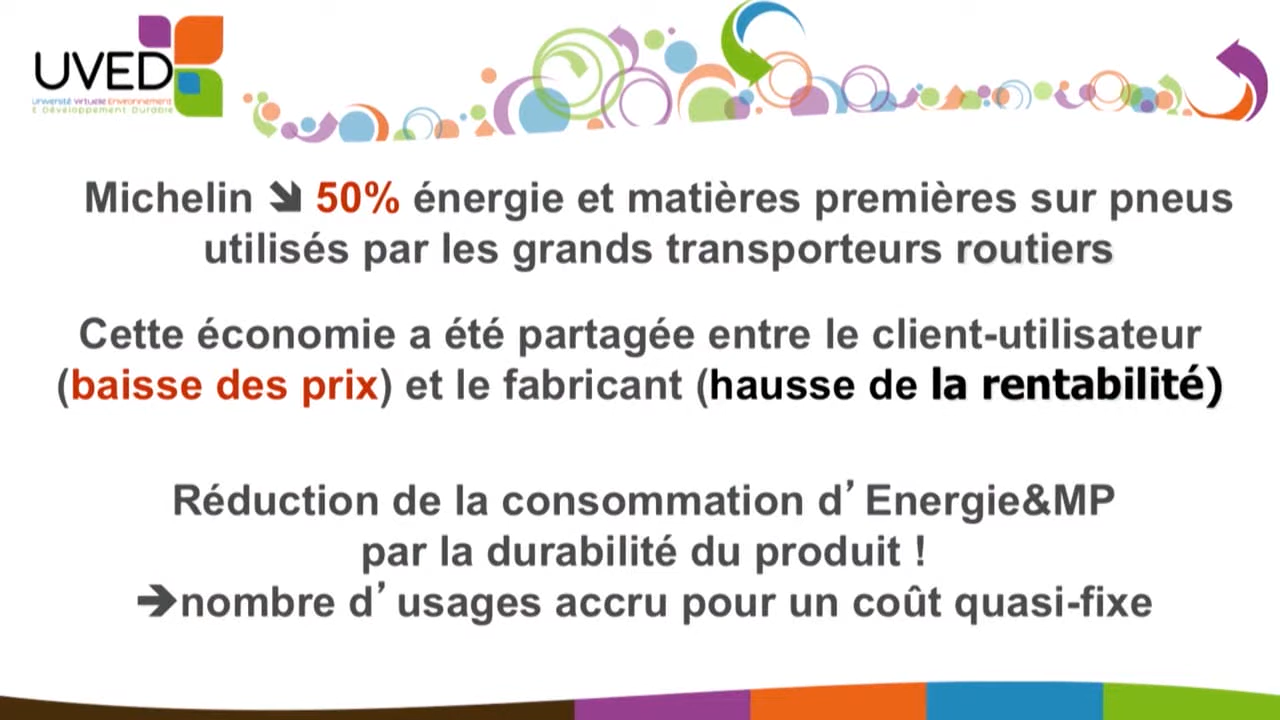 UVED
Université Virtuelle Environnement
& Développement Durable
Michelin ➘ 50% énergie et matières premières sur pneus
utilisés par les grands transporteurs routiers
Cette économie a été partagée entre le client-utilisateur
(baisse des prix) et le fabricant (hausse de la rentabilité)
Réduction de la consommation d’Energie&MP
par la durabilité du produit !
➔nombre d’usages accru pour un coût quasi-fixe